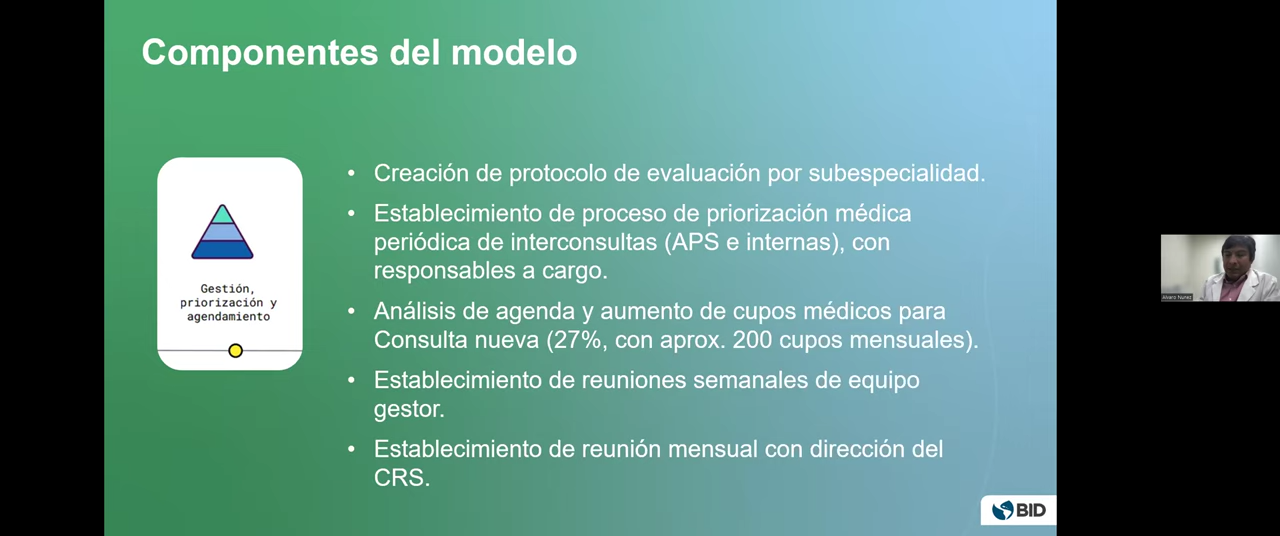 Componentes del modelo
Gestión,
priorización y
agendamiento
• Creación de protocolo de evaluación por subespecialidad.
• Establecimiento de proceso de priorización médica
periódica de interconsultas (APS e internas), con
responsables a cargo.
• Análisis de agenda y aumento de cupos médicos para
Consulta nueva (27%, con aprox. 200 cupos mensuales).
• Establecimiento de reuniones semanales de equipo
gestor.
• Establecimiento de reunión mensual con dirección del
CRS.
BID
Alvaro Nunez